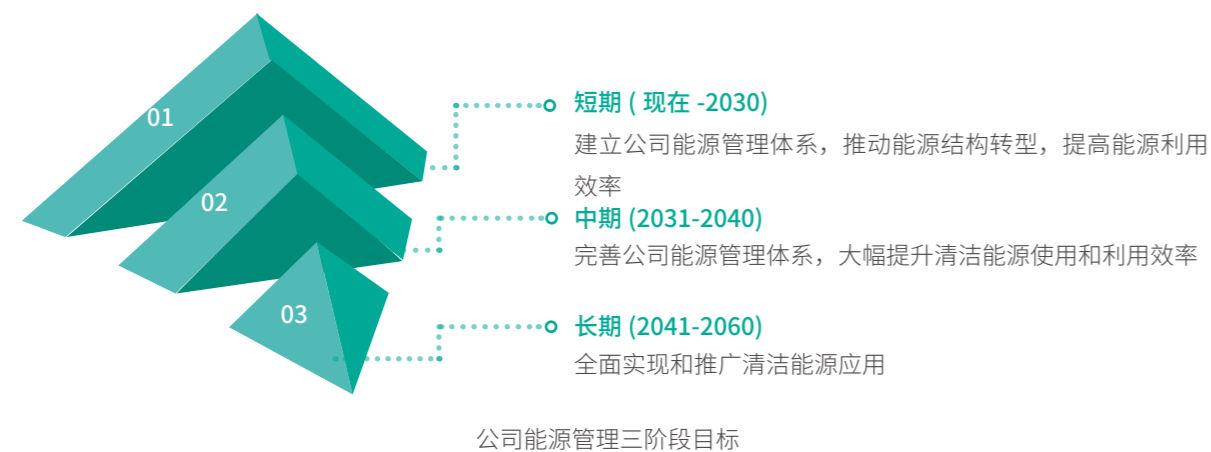 01
短期 ( 现在 -2030)
建立公司能源管理体系，推动能源结构转型，提高能源利用
效率
02
中期 (2031-2040)
完善公司能源管理体系，大幅提升清洁能源使用和利用效率
03
长期 (2041-2060)
全面实现和推广清洁能源应用
公司能源管理三阶段目标